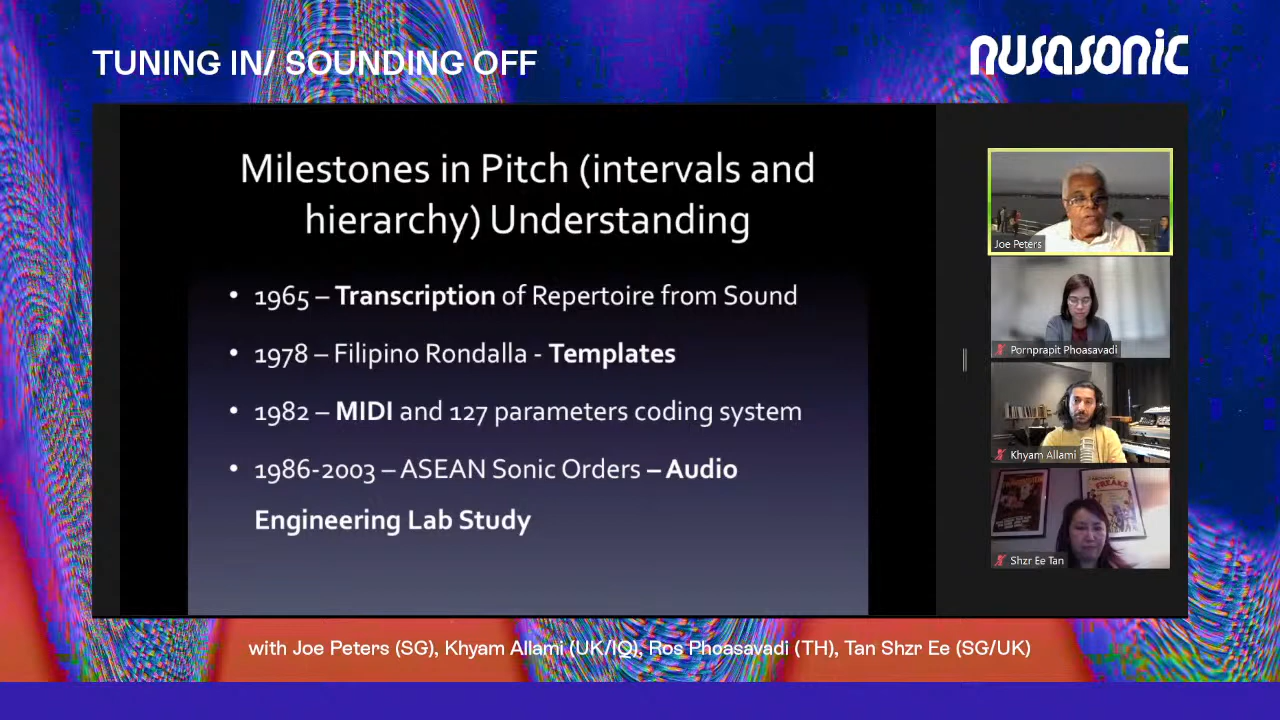 TUNING IN/ SOUNDING OFF
nusasonic
Milestones in Pitch (intervals and
hierarchy) Understanding
• 1965 – Transcription of Repertoire from Sound
• 1978 – Filipino Rondalla - Templates
• 1982 – MIDI and 127 parameters coding system
• 1986-2003 – ASEAN Sonic Orders – Audio
Engineering Lab Study
Joe Peters
Pornprapit Phoasavadi
Khyam Allami
FREAKS
Shzr Ee Tan
with Joe Peters (SG), Khyam Allami (UK/IQ), Ros Phoasavadi (TH), Tan Shzr Ee (SG/UK)